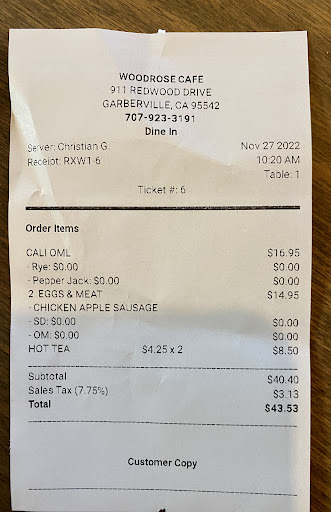 WOODROSE CAFE
911 REDWOOD DRIVE
GARBERVILLE, CA 95542
707-923-3191
Dine In
Server: Christian G. Nov 27 2022
Receipt: RXW1-6 10:20 AM
Table: 1
Ticket #: 6
Order Items
CALI OML $16.95
- Rye: $0.00 $0.00
- Pepper Jack: $0.00 $0.00
2 EGGS & MEAT $14.95
- CHICKEN APPLE SAUSAGE
- SD: $0.00 $0.00
- OM: $0.00 $0.00
HOT TEA $4.25 x 2 $8.50
Subtotal $40.40
Sales Tax (7.75%) $3.13
Total $43.53
Customer Copy